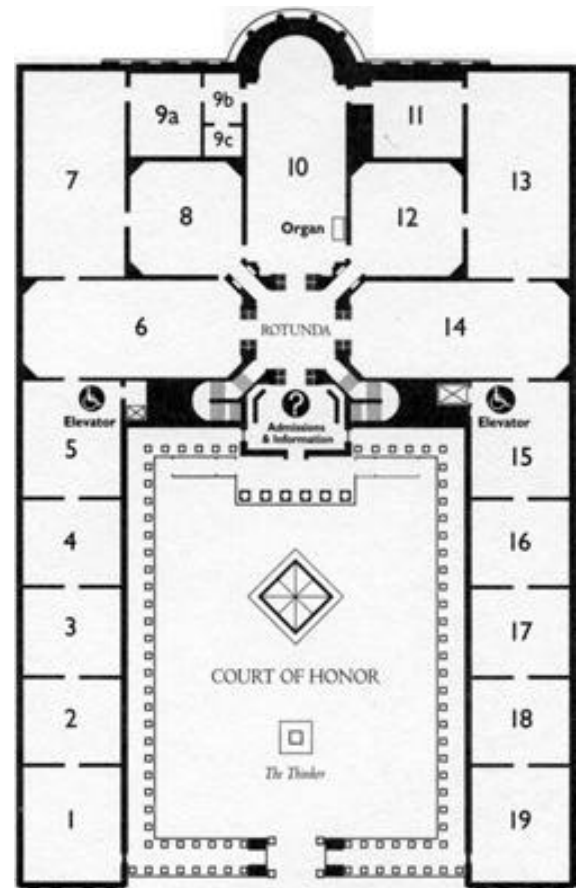 9b
9a
11
9c
7
10
13
8
12
Organ
6
ROTUNDA
14
?
Elevator
Admissions
& Information
Elevator
5
15
4
16
3
17
COURT OF HONOR
2
18
The Thinker
1
19